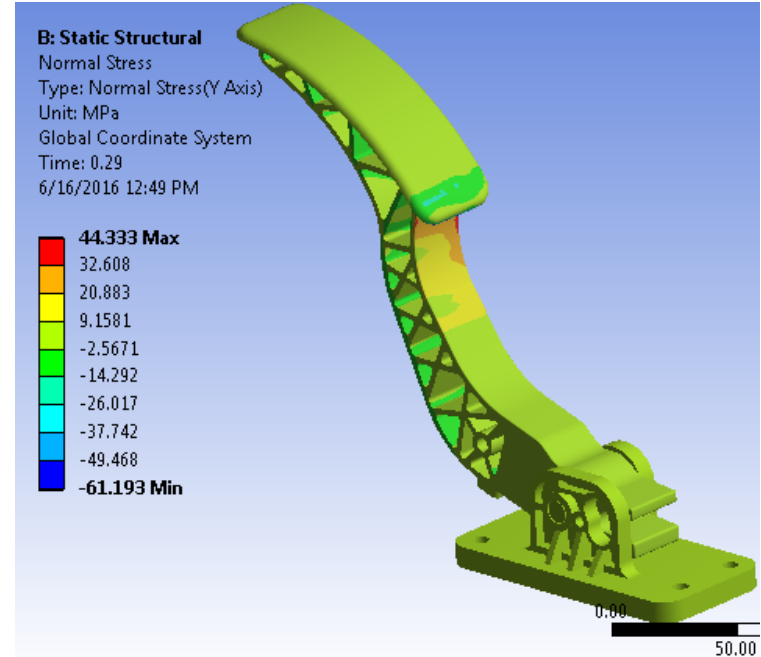 B: Static Structural
Normal Stress
Type: Normal Stress(Y Axis)
Unit: MPa
Global Coordinate System
Time: 0.29
6/16/2016 12:49 PM
44.333 Max
32.608
20.883
9.1581
-2.5671
-14.292
-26.017
-37.742
-49.468
-61.193 Min
0.00
50.00